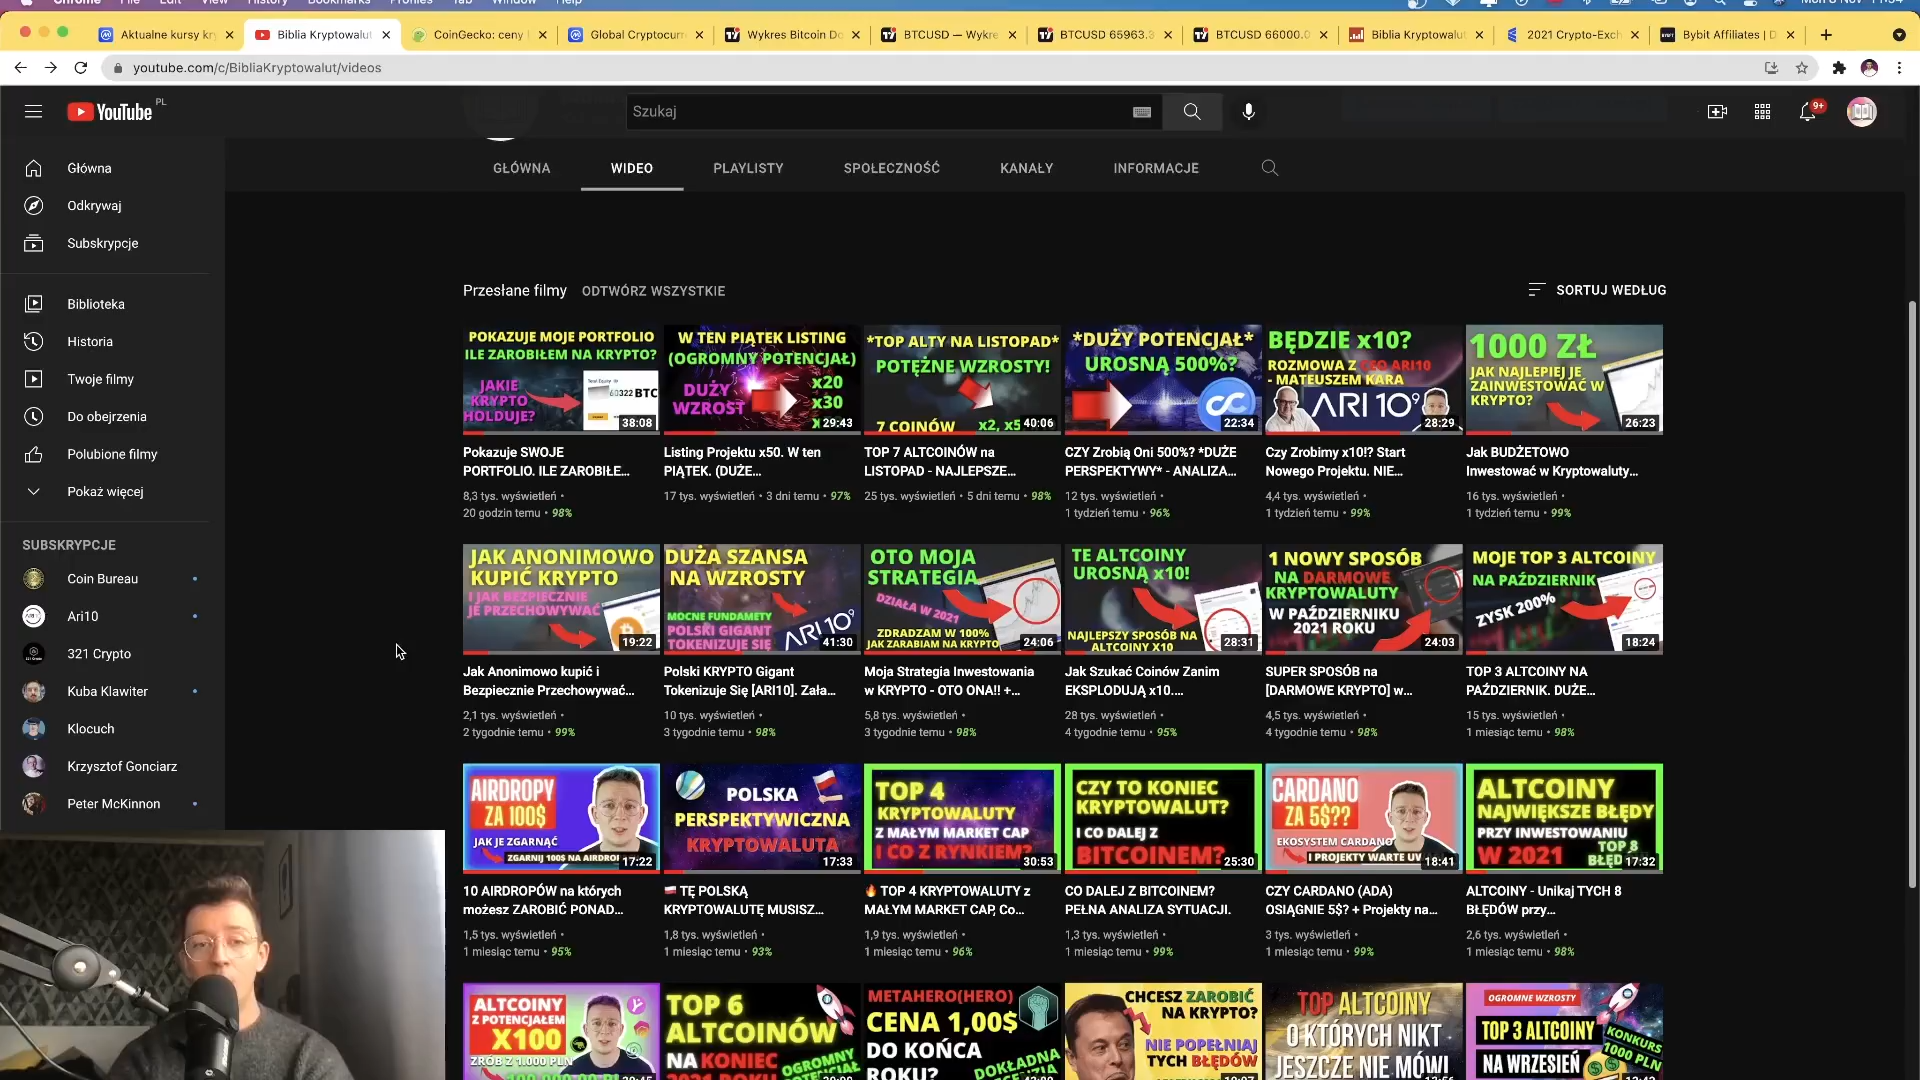 Chrome File Edit View History Bookmarks Profiles Tab Window Help
Aktualne kursy kr
Biblia Kryptowalut
CoinGecko: ceny
Global Cryptocurr
Wykres Bitcoin Do
BTCUSD — Wykre
BTCUSD 65963.3
BTCUSD 66000.0
Biblia Kryptowalut
2021 Crypto-Exch
Bybit Affiliates | D
youtube.com/c/BibliaKryptowalut/videos
YouTube PL
Szukaj
9+
GŁÓWNA WIDEO PLAYLISTY SPOŁECZNOŚĆ KANAŁY INFORMACJE
Główna
Odkrywaj
Subskrypcje
Biblioteka
Historia
Twoje filmy
Do obejrzenia
Polubione filmy
Pokaż więcej
SUBSKRYPCJE
Coin Bureau
Ari10
321 Crypto
Kuba Klawiter
Klocuch
Krzysztof Gonciarz
Peter McKinnon
Przesłane filmy ODTWÓRZ WSZYSTKIE
SORTUJ WEDŁUG
POKAZUJE MOJE PORTFOLIO
ILE ZAROBIŁEM NA KRYPTO?
JAKIE
KRYPTO
HOLDUJE?
BTC
38:08
Pokazuje SWOJE
PORTFOLIO. ILE ZAROBIŁE...
8,3 tys. wyświetleń •
20 godzin temu • 98%
W TEN PIĄTEK LISTING
(OGROMNY POTENCJAŁ)
DUŻY
WZROST
x20
x30
29:43
Listing Projektu x50. W ten
PIĄTEK. (DUŻE...
17 tys. wyświetleń • 3 dni temu • 97%
*TOP ALTY NA LISTOPAD*
POTĘŻNE WZROSTY!
7 COINÓW x2, x5
40:06
TOP 7 ALTCOINÓW na
LISTOPAD - NAJLEPSZE...
25 tys. wyświetleń • 5 dni temu • 98%
*DUŻY POTENCJAŁ*
UROSNĄ 500%?
22:34
CZY Zrobią Oni 500%? *DUŻE
PERSPEKTYWY* - ANALIZA...
12 tys. wyświetleń •
1 tydzień temu • 96%
BĘDZIE x10?
ROZMOWA Z CEO ARI10
- MATEUSZEM KARA
ARI 10
28:29
Czy Zrobimy x10!? Start
Nowego Projektu. NIE...
4,4 tys. wyświetleń •
1 tydzień temu • 99%
1000 ZŁ
JAK NAJLEPIEJ JE
ZAINWESTOWAĆ W
KRYPTO?
26:23
Jak BUDŻETOWO
Inwestować w Kryptowaluty...
16 tys. wyświetleń •
1 tydzień temu • 99%
JAK ANONIMOWO
KUPIĆ KRYPTO
I JAK BEZPIECZNIE
JE PRZECHOWYWAĆ
19:22
Jak Anonimowo kupić i
Bezpiecznie Przechowywać...
2,1 tys. wyświetleń •
2 tygodnie temu • 99%
DUŻA SZANSA
NA WZROSTY
MOCNE FUNDAMETY
POLSKI GIGANT
TOKENIZUJE SIĘ
ARI 10
41:30
Polski KRYPTO Gigant
Tokenizuje Się [ARI10]. Zała...
10 tys. wyświetleń •
3 tygodnie temu • 98%
OTO MOJA
STRATEGIA
DZIAŁA W 2021
ZDRADZAM W 100%
JAK ZARABIAM NA KRYPTO
24:06
Moja Strategia Inwestowania
w KRYPTO - OTO ONA!! +...
5,8 tys. wyświetleń •
3 tygodnie temu • 98%
TE ALTCOINY
UROSNĄ x10!
NAJLEPSZY SPOSÓB NA
ALTCOINY X10
28:31
Jak Szukać Coinów Zanim
EKSPLODUJĄ x10....
28 tys. wyświetleń •
4 tygodnie temu • 95%
1 NOWY SPOSÓB
NA DARMOWE
KRYPTOWALUTY
W PAŹDZIERNIKU
2021 ROKU
24:03
SUPER SPOSÓB na
[DARMOWE KRYPTO] w...
4,5 tys. wyświetleń •
4 tygodnie temu • 98%
MOJE TOP 3 ALTCOINY
NA PAŹDZIERNIK
ZYSK 200%
18:24
TOP 3 ALTCOINY NA
PAŹDZIERNIK. DUŻE...
15 tys. wyświetleń •
1 miesiąc temu • 98%
AIRDROPY
ZA 100$
JAK JE ZGARNĄĆ
ZGARNIJ 100$ NA AIRDROP
17:22
10 AIRDROPÓW na których
możesz ZAROBIĆ PONAD...
1,5 tys. wyświetleń •
1 miesiąc temu • 95%
POLSKA
PERSPEKTYWICZNA
KRYPTOWALUTA
17:33
TĘ POLSKĄ
KRYPTOWALUTĘ MUSISZ...
1,8 tys. wyświetleń •
1 miesiąc temu • 93%
TOP 4
KRYPTOWALUTY
Z MAŁYM MARKET CAP
I CO Z RYNKIEM?
30:53
TOP 4 KRYPTOWALUTY z
MAŁYM MARKET CAP, Co...
1,9 tys. wyświetleń •
1 miesiąc temu • 96%
CZY TO KONIEC
KRYPTOWALUT?
I CO DALEJ Z
BITCOINEM?
25:30
CO DALEJ Z BITCOINEM?
PEŁNA ANALIZA SYTUACJI.
1,3 tys. wyświetleń •
1 miesiąc temu • 99%
CARDANO
ZA 5$??
EKOSYSTEM CARDANO
I PROJEKTY WARTE UW
18:41
CZY CARDANO (ADA)
OSIĄGNIE 5$? + Projekty na...
3 tys. wyświetleń •
1 miesiąc temu • 99%
ALTCOINY
NAJWIĘKSZE BŁĘDY
PRZY INWESTOWANIU
W 2021
TOP 8
BŁĘD
17:32
ALTCOINY - Unikaj TYCH 8
BŁĘDÓW przy...
2,6 tys. wyświetleń •
1 miesiąc temu • 98%
ALTCOINY
Z POTENCJAŁEM
X100
ZRÓB Z 1.000 PLN
TOP 6
ALTCOINÓW
NA KONIEC
2021 ROKU
OGROMNY
POTENCJAŁ
METAHERO(HERO)
CENA 1,00$
DO KOŃCA
ROKU?
DOKŁADNA
CHCESZ ZAROBIĆ
NA KRYPTO?
NIE POPEŁNIAJ
TYCH BŁĘDÓW
TOP ALTCOINY
O KTÓRYCH NIKT
JESZCZE NIE MÓWI
OGROMNE WZROSTY
TOP 3 ALTCOINY
NA WRZESIEŃ
KONKURS
1000 PLN